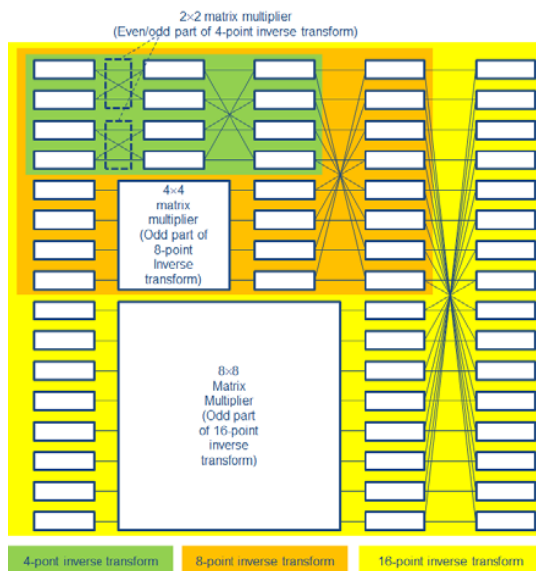 2×2 matrix multiplier
(Even/odd part of 4-point inverse transform)
4×4
matrix
multiplier
(Odd part of
8-point
Inverse
transform)
8×8
Matrix
Multiplier
(Odd part
of 16-point
inverse
transform)
4-pont inverse transform
8-point inverse transform
16-point inverse transform